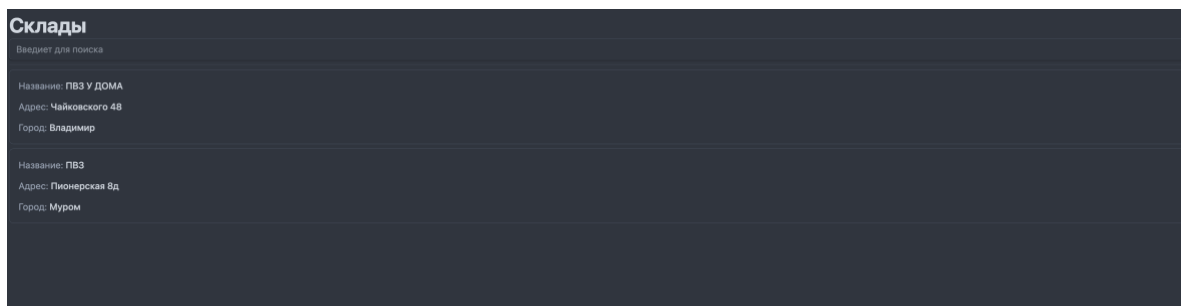 Склады
Введиет для поиска
Название: ПВЗ У ДОМА
Адрес: Чайковского 48
Город: Владимир
Название: ПВЗ
Адрес: Пионерская 8д
Город: Муром